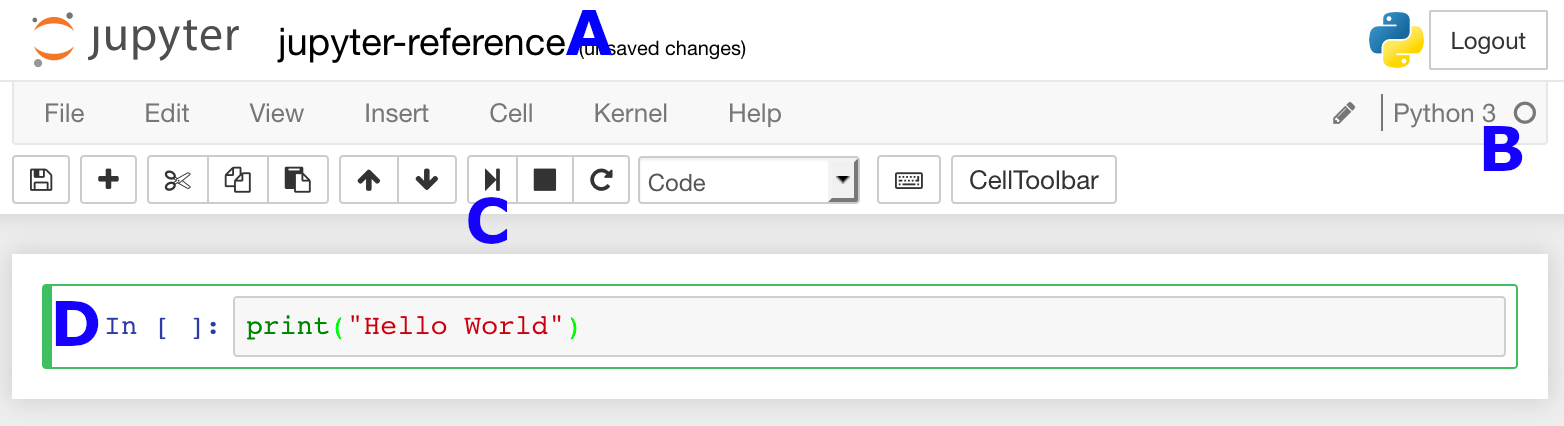 jupyter jupyter-reference A (unsaved changes) Logout
File Edit View Insert Cell Kernel Help Python 3
B
Code CellToolbar
C
D In [ ]: print("Hello World")